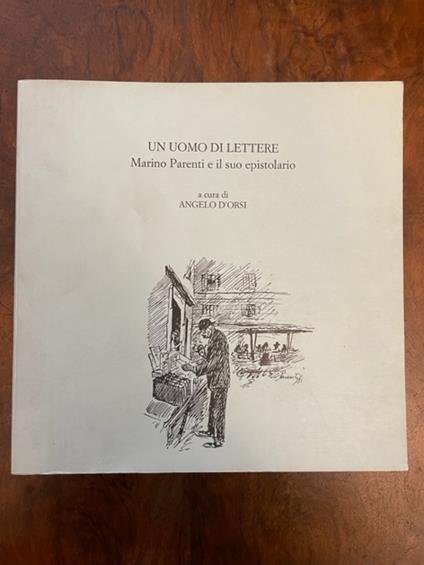 UN UOMO DI LETTERE
Marino Parenti e il suo epistolario
a cura di
ANGELO D'ORSI